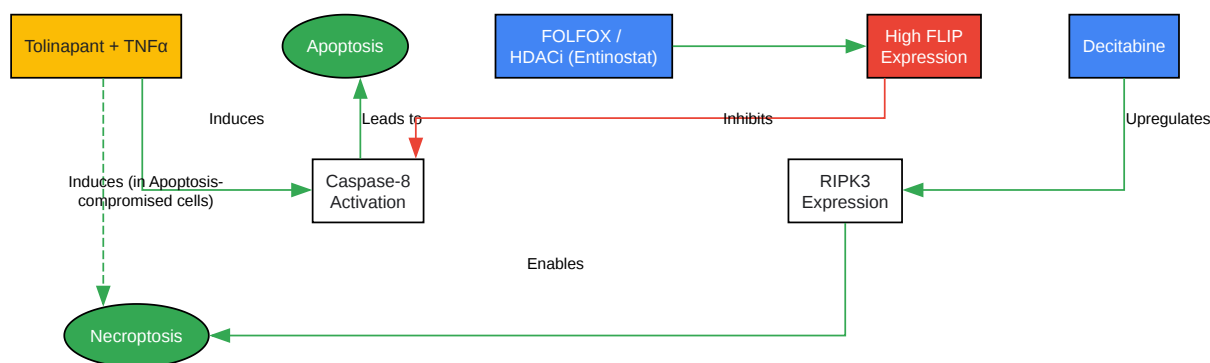 Tolinapant + TNFα
Apoptosis
FOLFOX /
HDACi (Entinostat)
High FLIP
Expression
Decitabine
Induces
Leads to
Inhibits
Upregulates
Induces (in Apoptosis-
compromised cells)
Caspase-8
Activation
RIPK3
Expression
Enables
Necroptosis